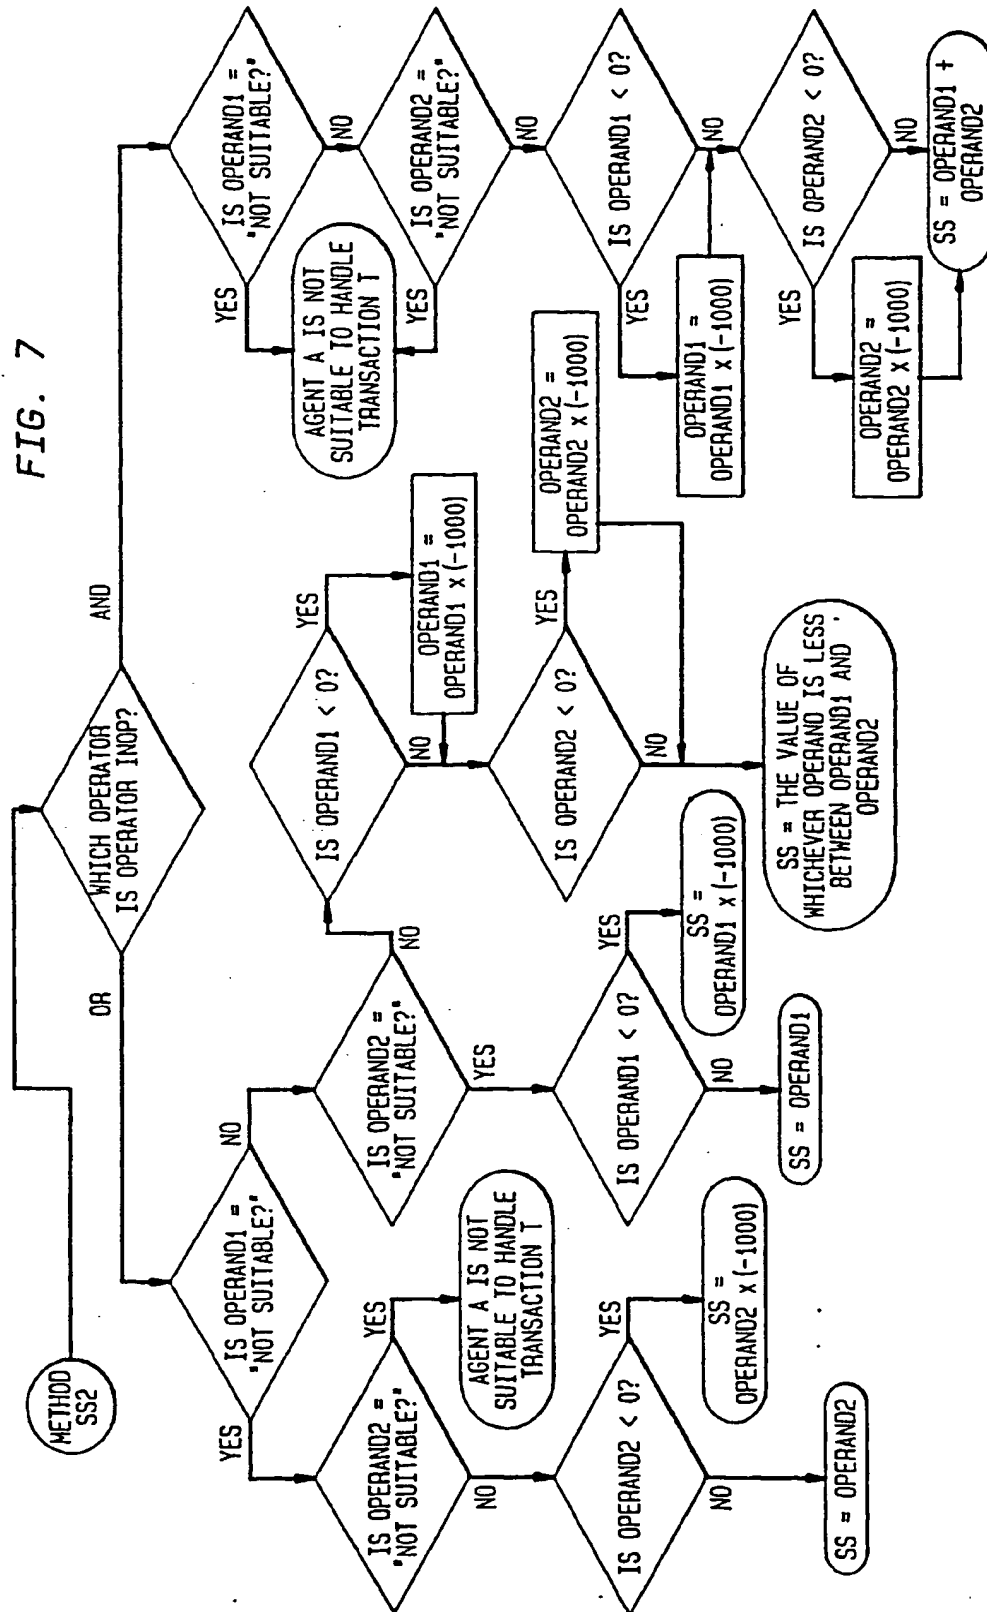 FIG. 7
METHOD
SS2
WHICH OPERATOR
IS OPERATOR INOP?
OR
AND
IS OPERAND1 =
"NOT SUITABLE?"
YES
NO
IS OPERAND2 =
"NOT SUITABLE?"
YES
NO
AGENT A IS NOT
SUITABLE TO HANDLE
TRANSACTION T
IS OPERAND2 < 0?
YES
NO
SS =
OPERAND2 x (-1000)
SS = OPERAND2
IS OPERAND2 =
"NOT SUITABLE?"
NO
YES
IS OPERAND1 < 0?
YES
NO
SS =
OPERAND1 x (-1000)
SS = OPERAND1
IS OPERAND1 < 0?
YES
NO
OPERAND1 =
OPERAND1 x (-1000)
IS OPERAND2 < 0?
YES
NO
OPERAND2 =
OPERAND2 x (-1000)
SS = THE VALUE OF
WHICHEVER OPERAND IS LESS
BETWEEN OPERAND1 AND
OPERAND2
IS OPERAND1 =
"NOT SUITABLE?"
YES
NO
AGENT A IS NOT
SUITABLE TO HANDLE
TRANSACTION T
IS OPERAND2 =
"NOT SUITABLE?"
YES
NO
IS OPERAND1 < 0?
YES
NO
OPERAND1 =
OPERAND1 x (-1000)
IS OPERAND2 < 0?
YES
NO
OPERAND2 =
OPERAND2 x (-1000)
SS = OPERAND1 +
OPERAND2